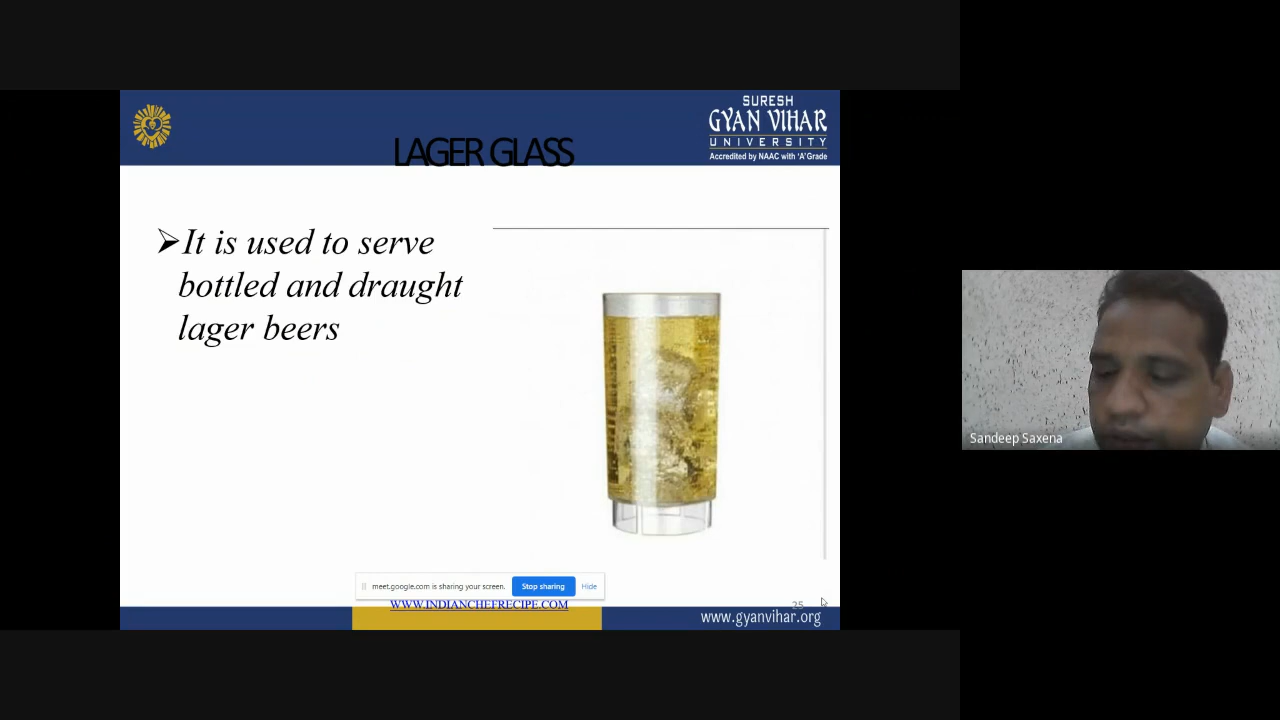 SURESH
GYAN VIHAR
UNIVERSITY
Accredited by NAAC with 'A' Grade
LAGER GLASS
➢It is used to serve
bottled and draught
lager beers
Sandeep Saxena
meet.google.com is sharing your screen. Stop sharing Hide
WWW.INDIANCHEFRECIPE.COM
25
www.gyanvihar.org